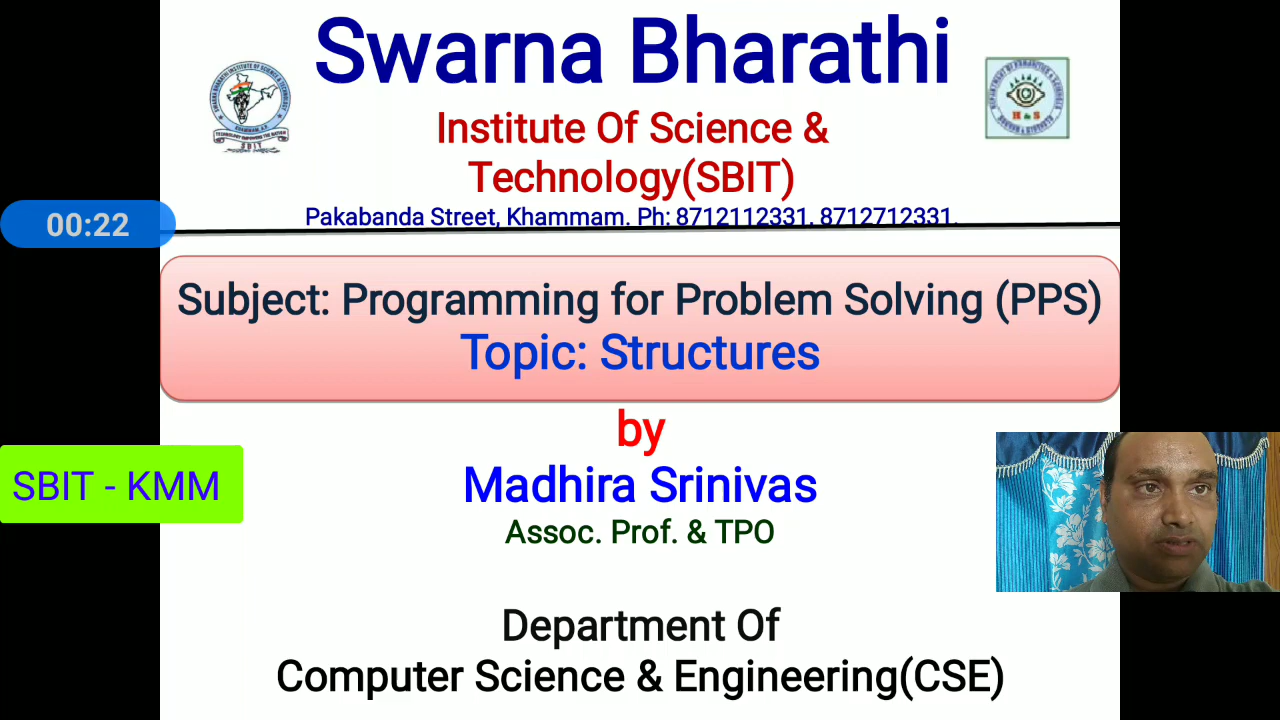 Swarna Bharathi
Institute Of Science &
Technology(SBIT)
Pakabanda Street, Khammam. Ph: 8712112331, 8712712331.
00:22
Subject: Programming for Problem Solving (PPS)
Topic: Structures
by
SBIT - KMM
Madhira Srinivas
Assoc. Prof. & TPO
Department Of
Computer Science & Engineering(CSE)
SBIT
H & S